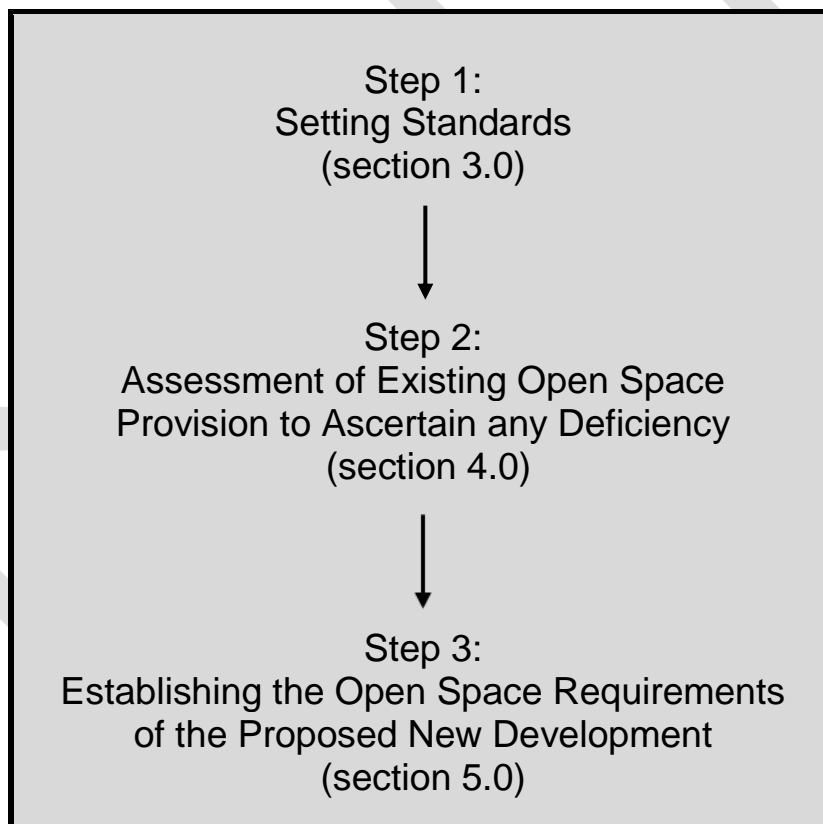 Step 1:
Setting Standards
(section 3.0)
Step 2:
Assessment of Existing Open Space
Provision to Ascertain any Deficiency
(section 4.0)
Step 3:
Establishing the Open Space Requirements
of the Proposed New Development
(section 5.0)